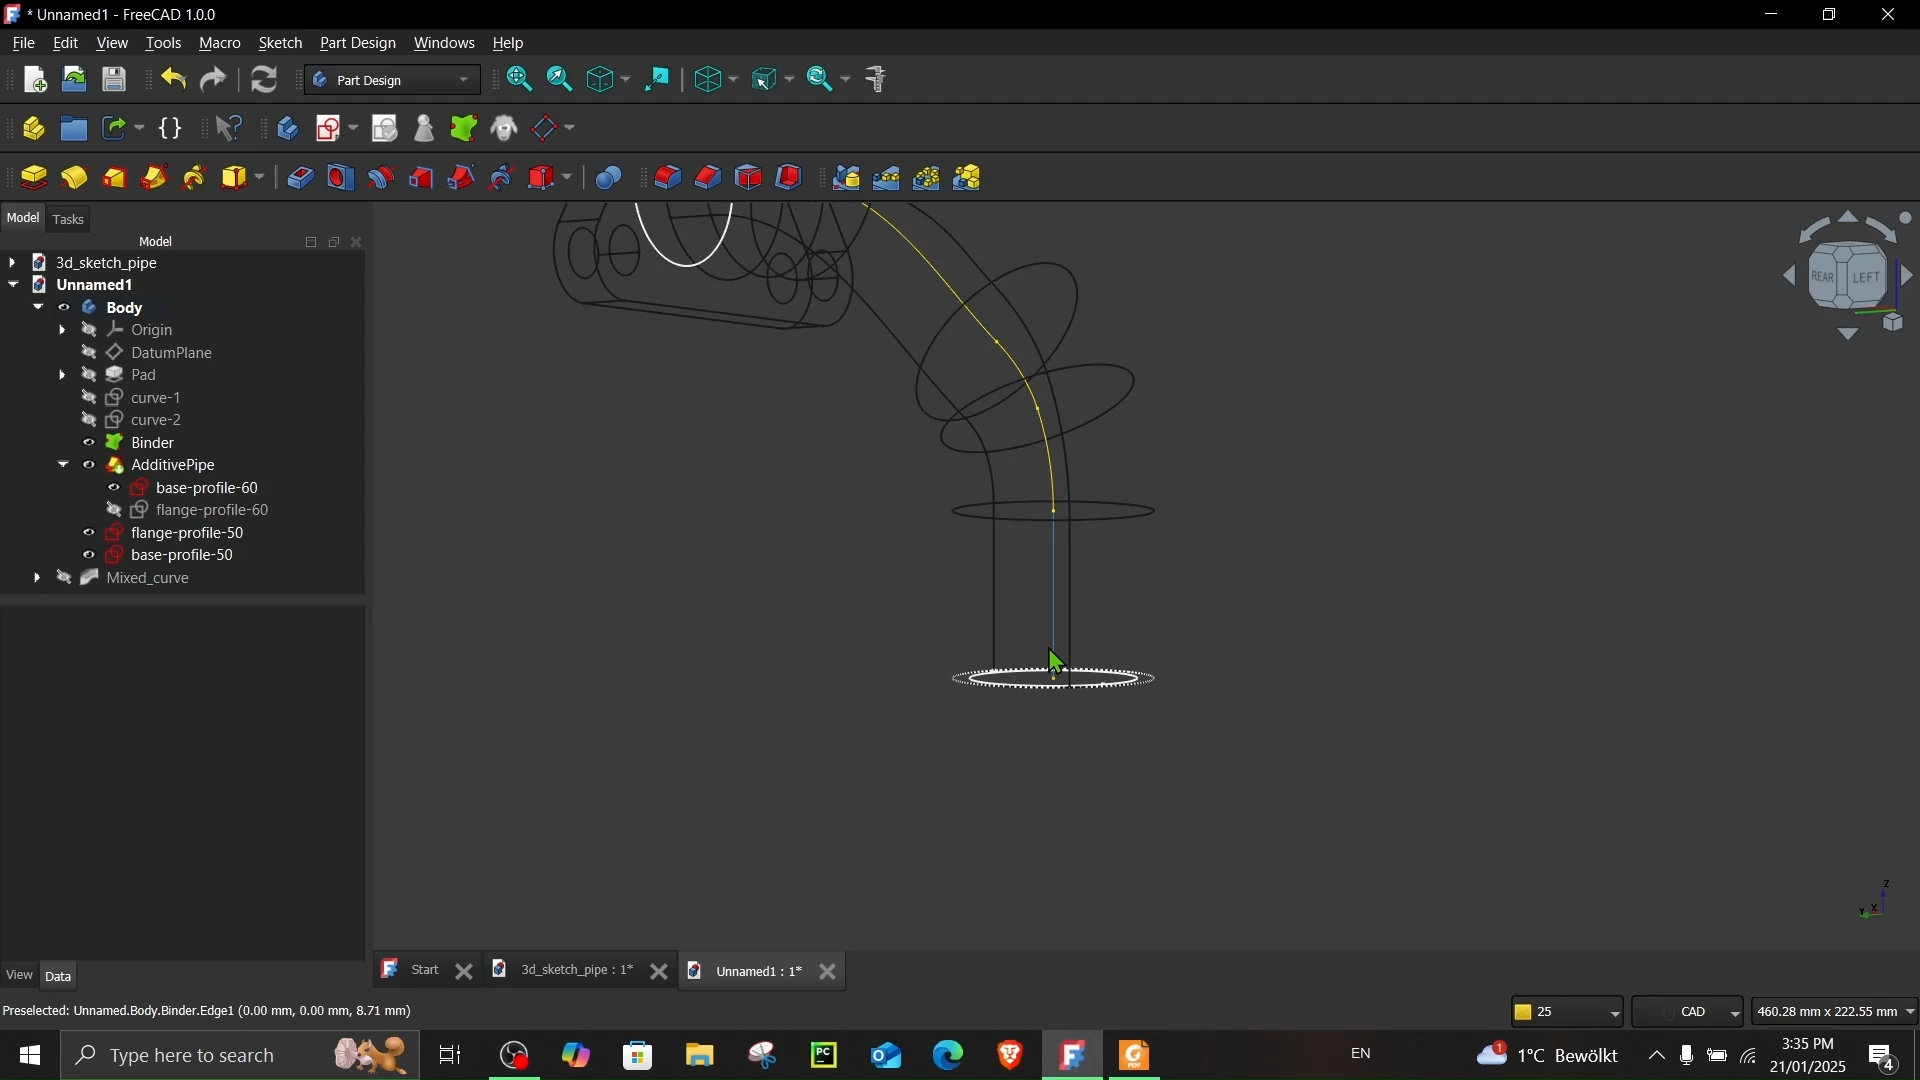 * Unnamed1 - FreeCAD 1.0.0
File Edit View Tools Macro Sketch Part Design Windows Help
Part Design
Model Tasks
Model
3d_sketch_pipe
Unnamed1
Body
Origin
DatumPlane
Pad
curve-1
curve-2
Binder
AdditivePipe
base-profile-60
flange-profile-60
flange-profile-50
base-profile-50
Mixed_curve
REAR LEFT
Z
Y X
View Data
Start 3d_sketch_pipe : 1* Unnamed1 : 1*
Preselected: Unnamed.Body.Binder.Edge1 (0.00 mm, 0.00 mm, 8.71 mm)
25 CAD 460.28 mm x 222.55 mm
Type here to search
PC
PDF
EN
1 1°C Bewölkt
3:35 PM
21/01/2025
4